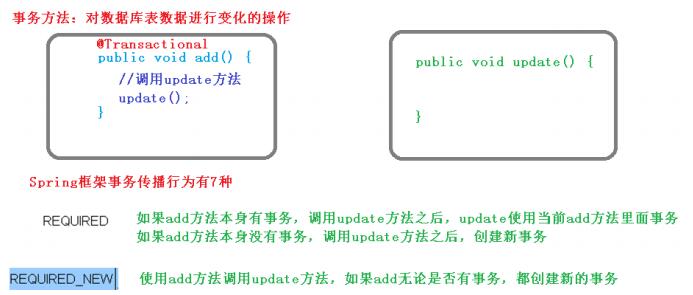 事务方法：对数据库表数据进行变化的操作
@Transactional
public void add() {
//调用update方法
update();
}
public void update() {
}
Spring框架事务传播行为有7种
REQUIRED
如果add方法本身有事务，调用update方法之后，update使用当前add方法里面事务
如果add方法本身没有事务，调用update方法之后，创建新事务
REQUIRED_NEW
使用add方法调用update方法，如果add无论是否有事务，都创建新的事务